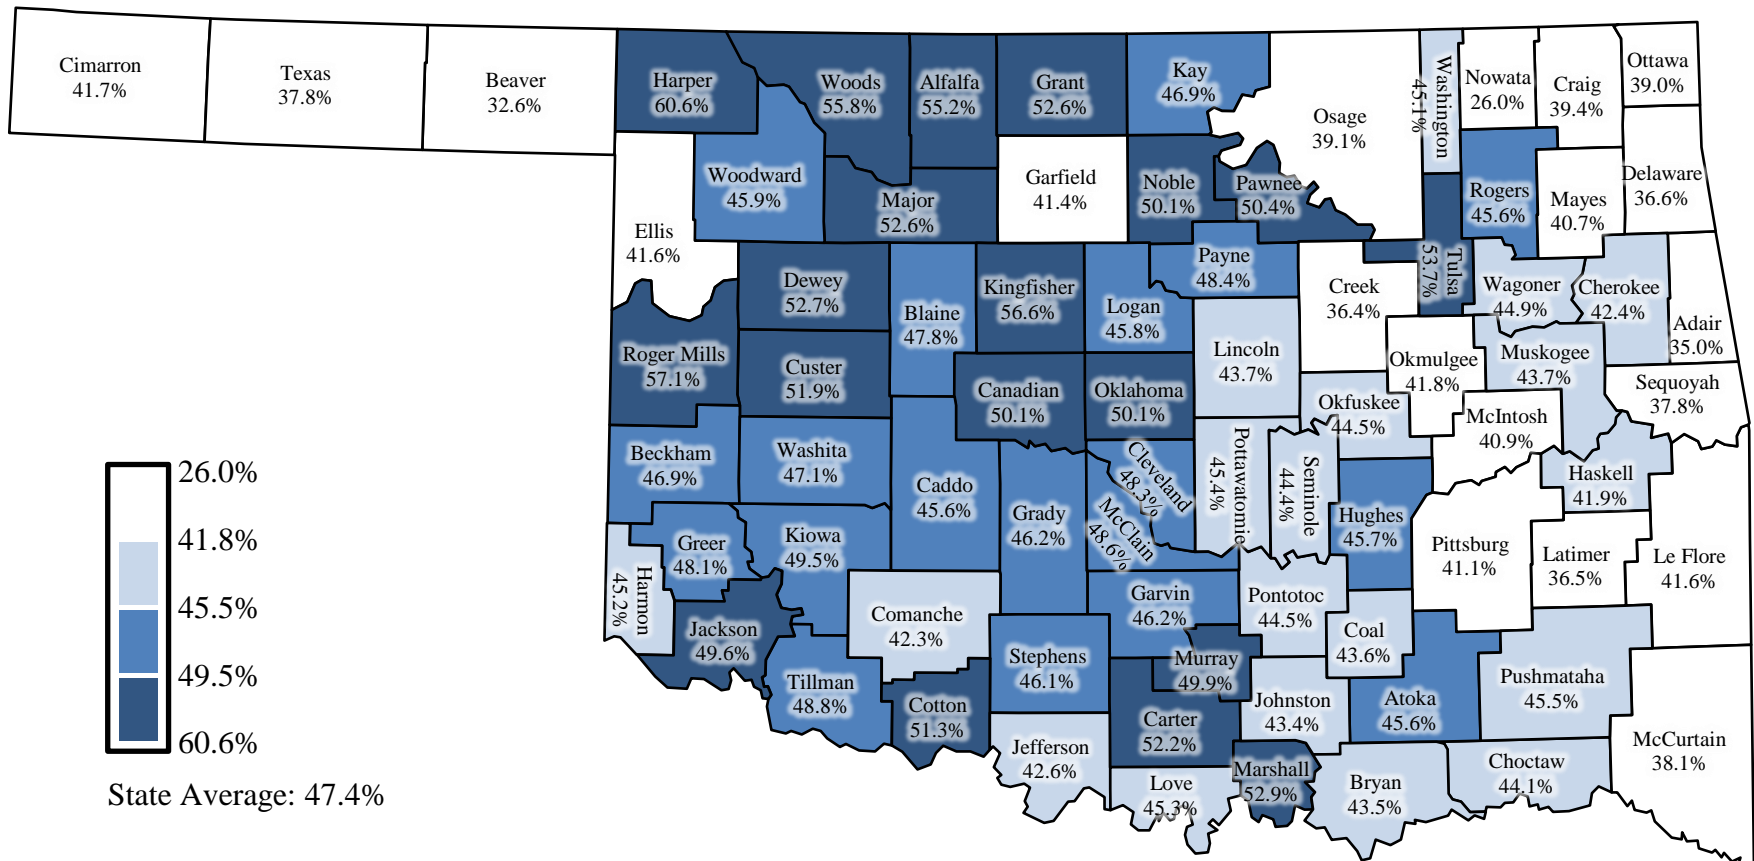 Cimarron
41.7%
Texas
37.8%
Beaver
32.6%
Harper
60.6%
Woods
55.8%
Alfalfa
55.2%
Grant
52.6%
Kay
46.9%
Osage
39.1%
Washington
45.1%
Nowata
26.0%
Craig
39.4%
Ottawa
39.0%
Ellis
41.6%
Woodward
45.9%
Major
52.6%
Garfield
41.4%
Noble
50.1%
Pawnee
50.4%
Rogers
45.6%
Mayes
40.7%
Delaware
36.6%
Dewey
52.7%
Blaine
47.8%
Kingfisher
56.6%
Logan
45.8%
Payne
48.4%
Creek
36.4%
Tulsa
53.7%
Wagoner
44.9%
Cherokee
42.4%
Adair
35.0%
Roger Mills
57.1%
Custer
51.9%
Canadian
50.1%
Oklahoma
50.1%
Lincoln
43.7%
Okfuskee
44.5%
Okmulgee
41.8%
Muskogee
43.7%
McIntosh
40.9%
Sequoyah
37.8%
Beckham
46.9%
Washita
47.1%
Caddo
45.6%
Grady
46.2%
Cleveland
48.3%
McClain
48.6%
Pottawatomie
45.4%
Seminole
44.4%
Hughes
45.7%
Pittsburg
41.1%
Haskell
41.9%
Latimer
36.5%
Le Flore
41.6%
Harmon
45.2%
Greer
48.1%
Kiowa
49.5%
Jackson
49.6%
Comanche
42.3%
Tillman
48.8%
Cotton
51.3%
Stephens
46.1%
Garvin
46.2%
Murray
49.9%
Pontotoc
44.5%
Coal
43.6%
Johnston
43.4%
Atoka
45.6%
Pushmataha
45.5%
McCurtain
38.1%
Jefferson
42.6%
Carter
52.2%
Love
45.3%
Marshall
52.9%
Bryan
43.5%
Choctaw
44.1%
26.0%
41.8%
45.5%
49.5%
60.6%
State Average: 47.4%